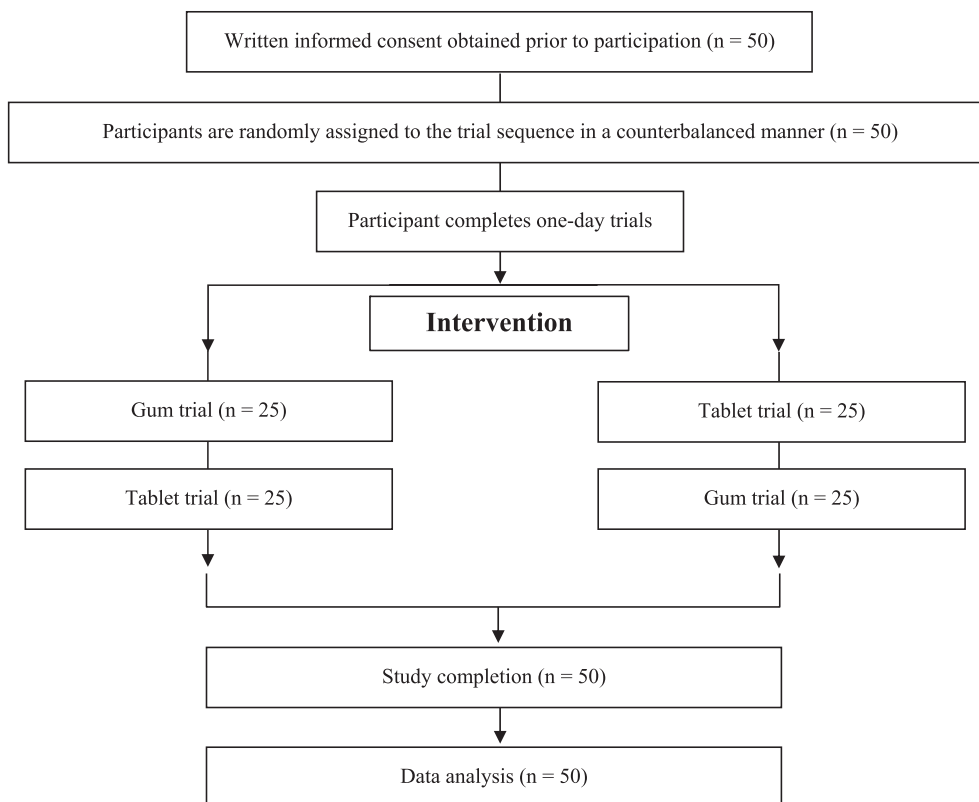 Written informed consent obtained prior to participation (n = 50)
Participants are randomly assigned to the trial sequence in a counterbalanced manner (n = 50)
Participant completes one-day trials
Intervention
Gum trial (n = 25)
Tablet trial (n = 25)
Tablet trial (n = 25)
Gum trial (n = 25)
Study completion (n = 50)
Data analysis (n = 50)